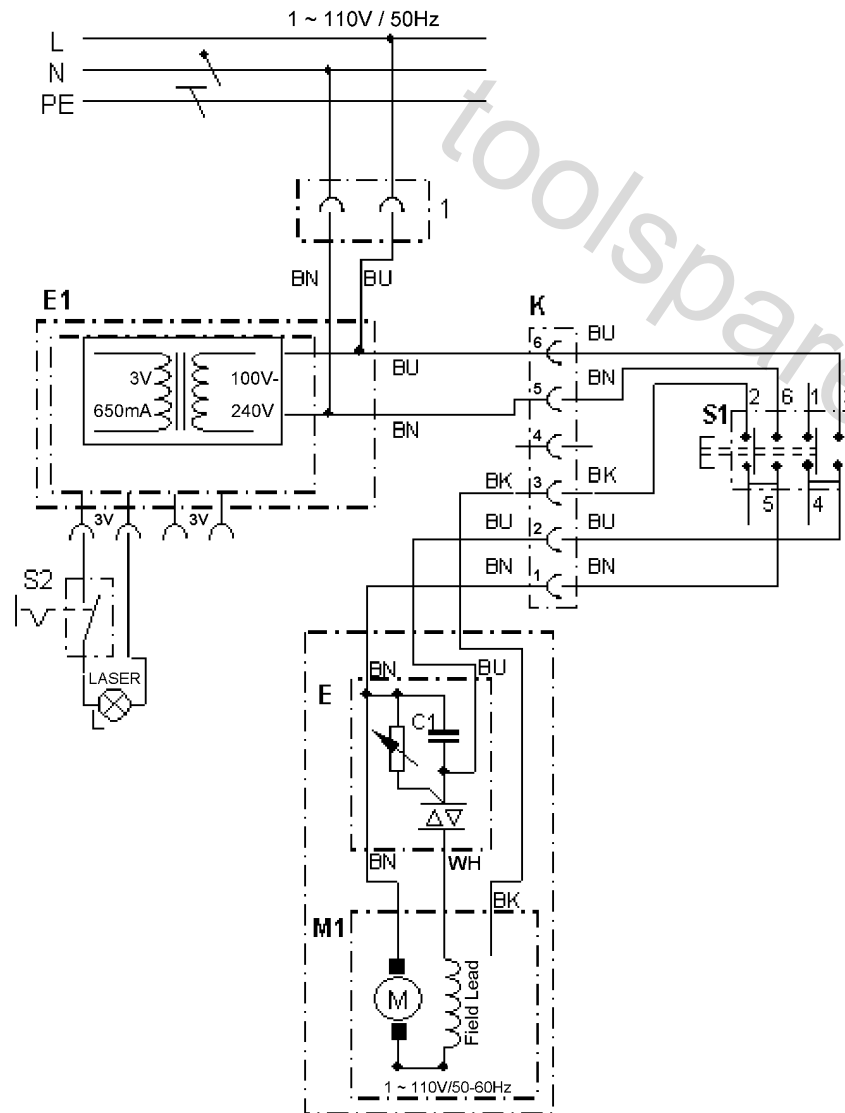 1 ~ 110V / 50Hz
L
N
PE
1
BN BU
E1
K
6 BU
BU
3V 100V-
650mA 240V
5 BN
BN
2 6 1
S1
4
BK 3 BK
5 4
3V 3V
BU 2 BU
BN 1 BN
S2
LASER
BN BU
E
C1
BN WH
BK
M1
M
Field Lead
1 ~ 110V/50-60Hz
toolspare